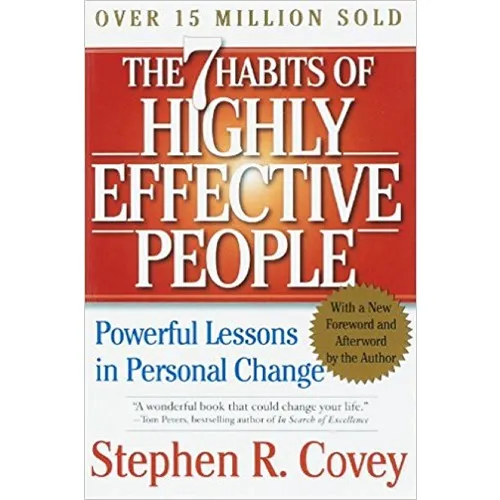 OVER 15 MILLION SOLD
THE 7 HABITS OF
HIGHLY
EFFECTIVE
PEOPLE
With a New
Foreword and
Afterword
by the Author
Powerful Lessons
in Personal Change
"A wonderful book that could change your life."
—Tom Peters, bestselling author of In Search of Excellence
Stephen R. Covey